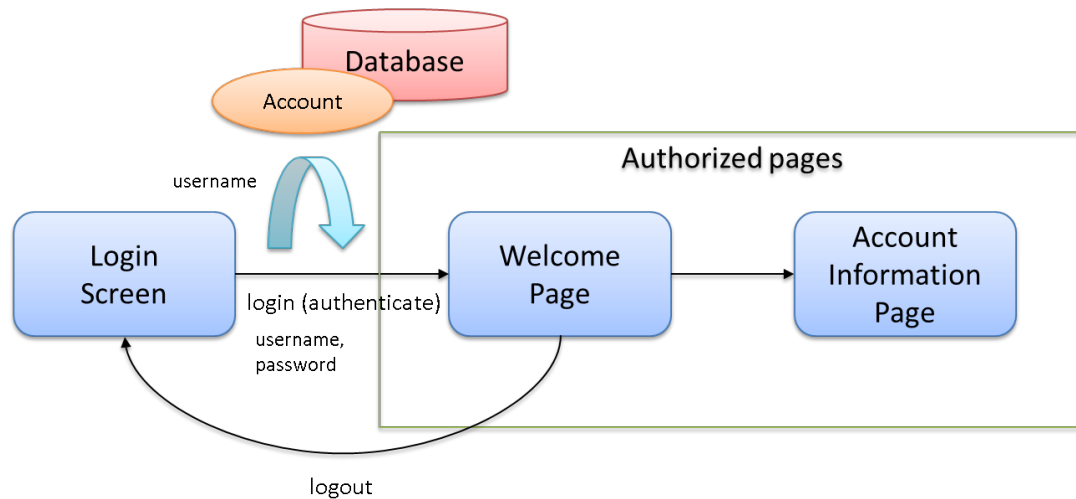 Database
Account
Authorized pages
username
Login
Screen
Welcome
Page
Account
Information
Page
login (authenticate)
username,
password
logout